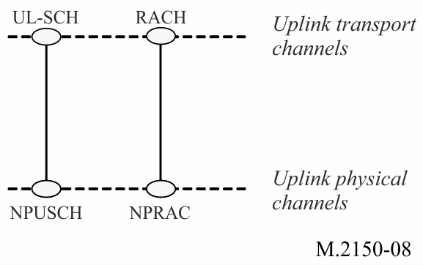 UL-SCH RACH
Uplink transport
channels
Uplink physical
channels
NPUSCH NPRAC
M.2150-08